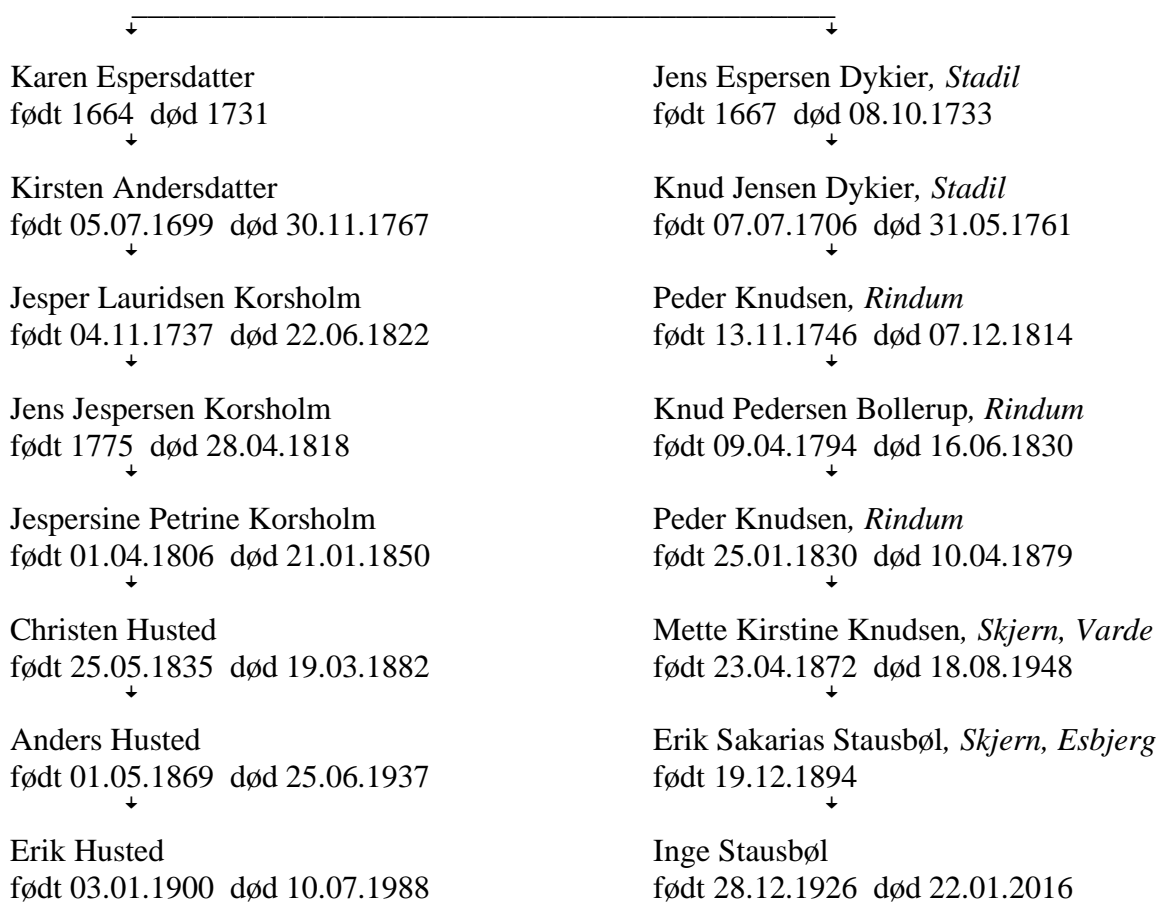 Karen Espersdatter
født 1664 død 1731
Kirsten Andersdatter
født 05.07.1699 død 30.11.1767
Jesper Lauridsen Korsholm
født 04.11.1737 død 22.06.1822
Jens Jespersen Korsholm
født 1775 død 28.04.1818
Jespersine Petrine Korsholm
født 01.04.1806 død 21.01.1850
Christen Husted
født 25.05.1835 død 19.03.1882
Anders Husted
født 01.05.1869 død 25.06.1937
Erik Husted
født 03.01.1900 død 10.07.1988
Jens Espersen Dykier, Stadil
født 1667 død 08.10.1733
Knud Jensen Dykier, Stadil
født 07.07.1706 død 31.05.1761
Peder Knudsen, Rindum
født 13.11.1746 død 07.12.1814
Knud Pedersen Bollerup, Rindum
født 09.04.1794 død 16.06.1830
Peder Knudsen, Rindum
født 25.01.1830 død 10.04.1879
Mette Kirstine Knudsen, Skjern, Varde
født 23.04.1872 død 18.08.1948
Erik Sakarias Stausbøl, Skjern, Esbjerg
født 19.12.1894
Inge Stausbøl
født 28.12.1926 død 22.01.2016